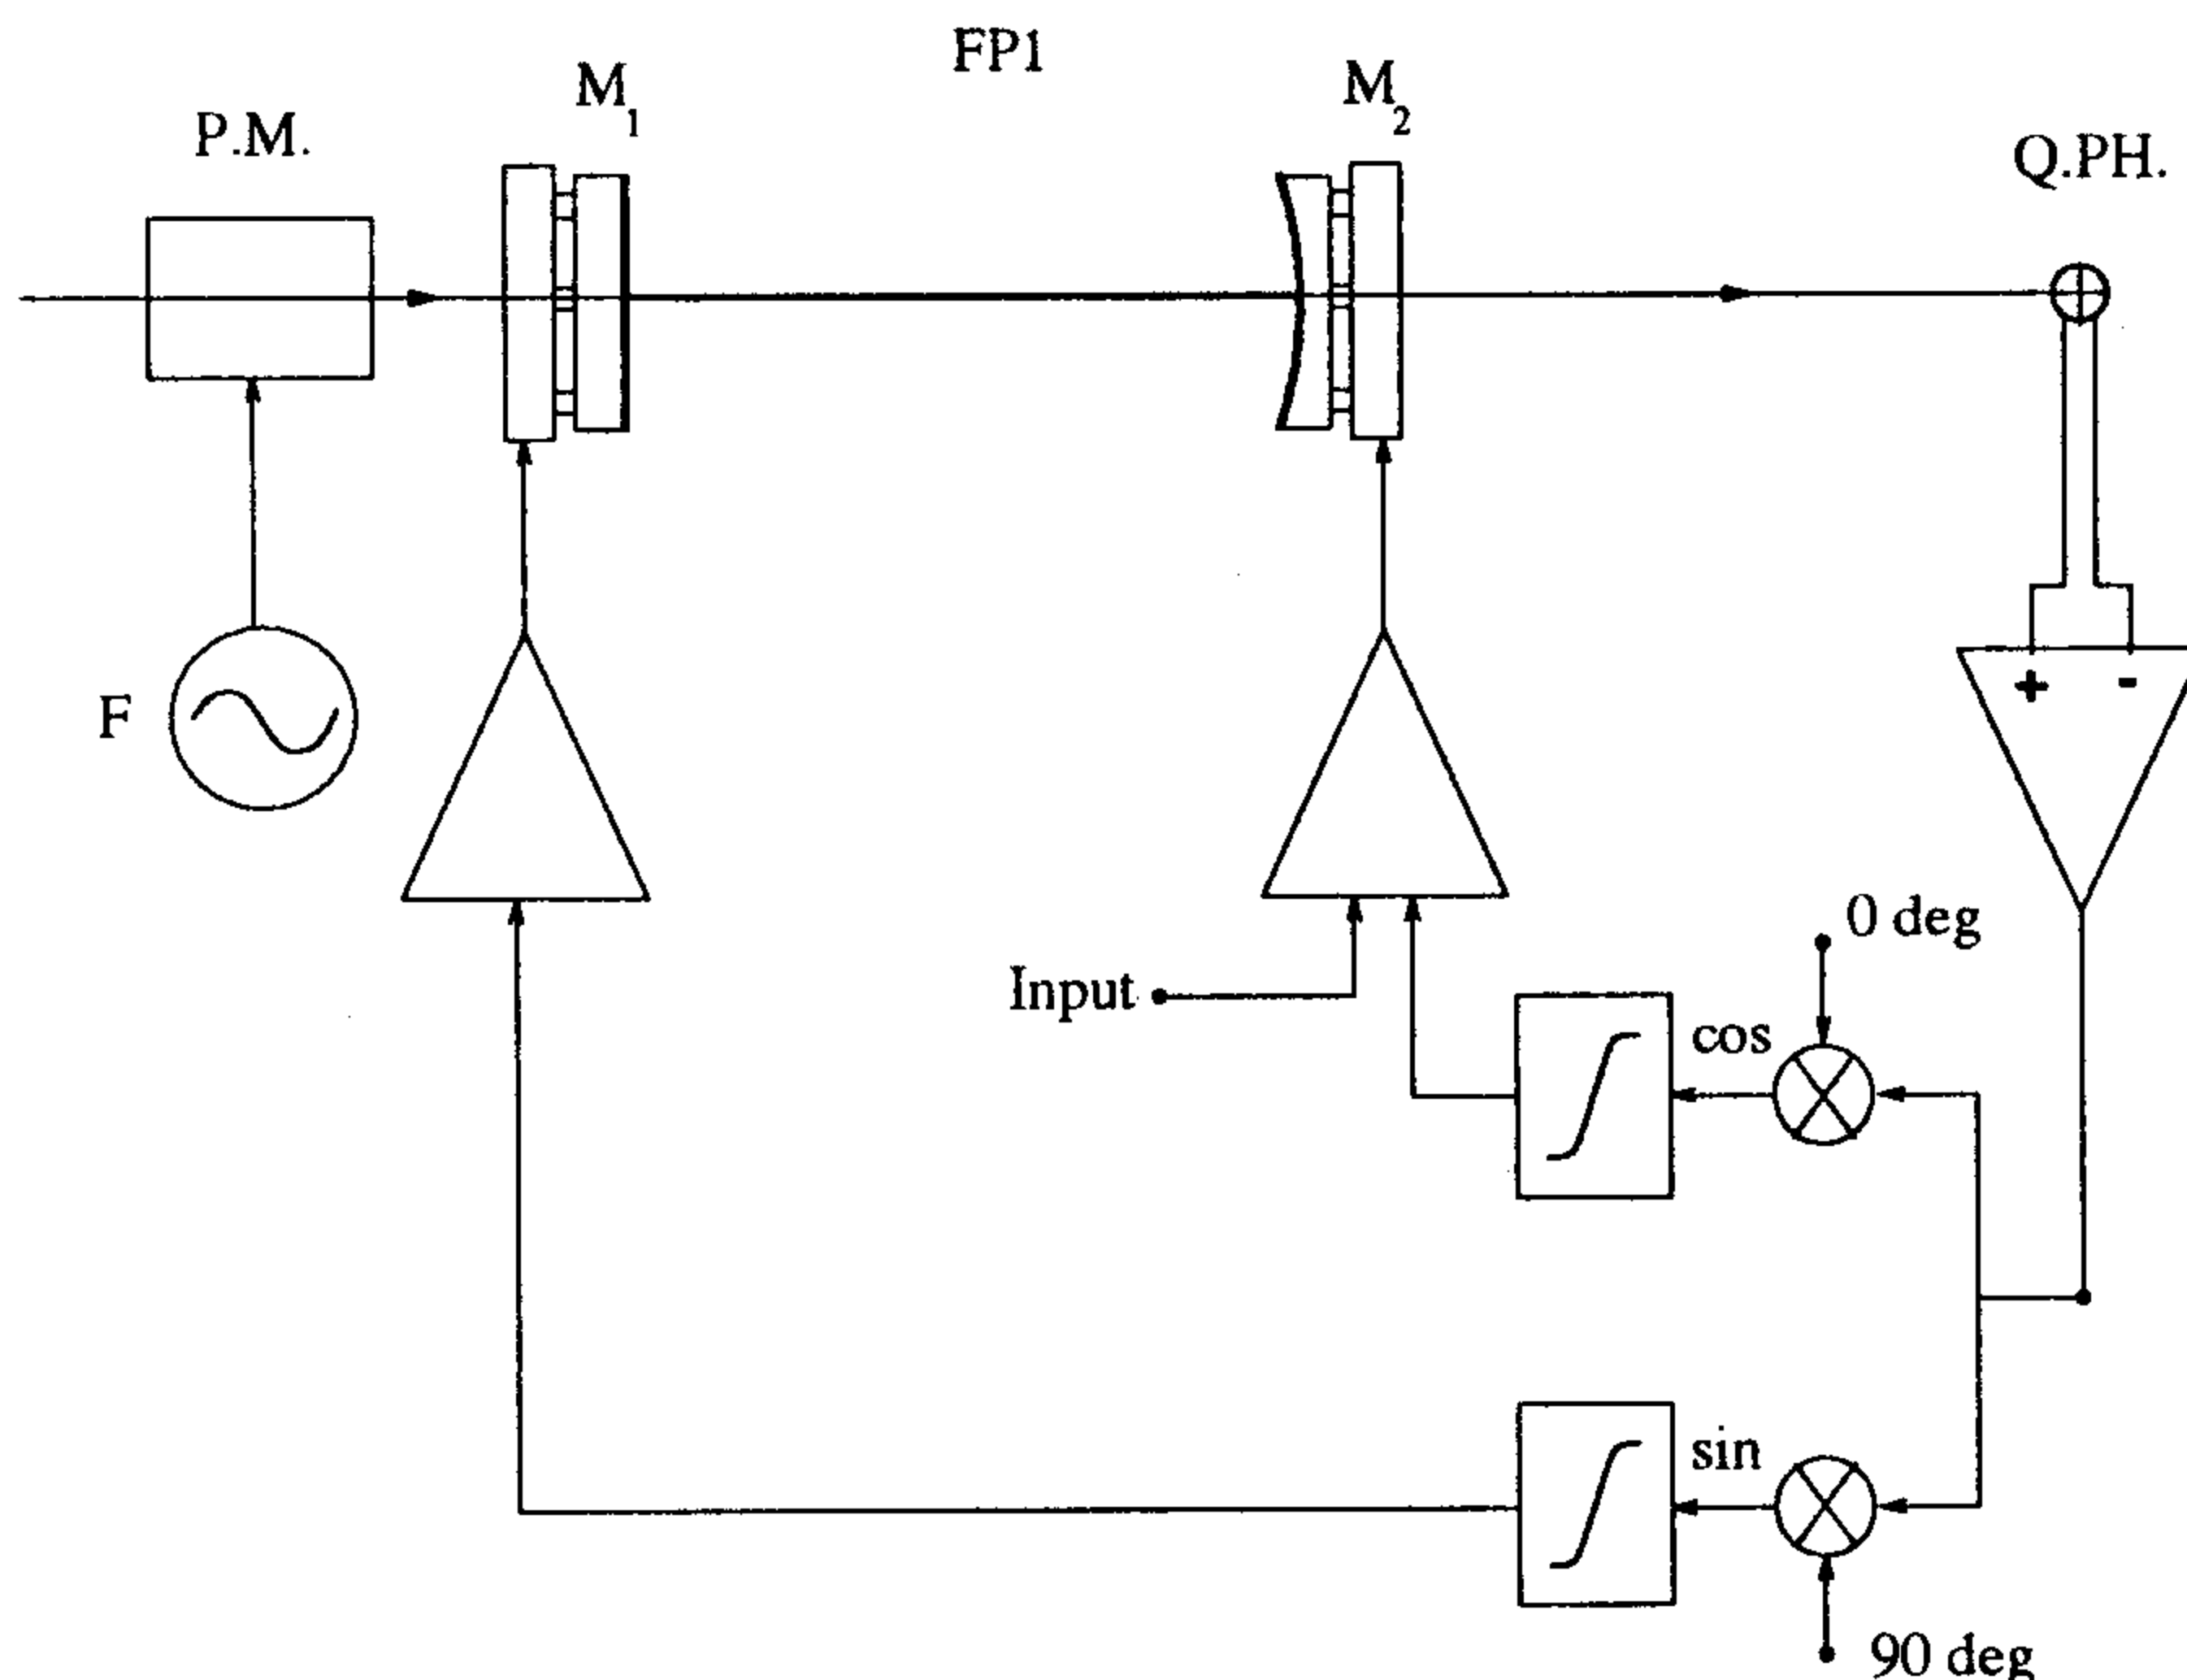 FP1
M1
M2
P.M.
Q.PH.
F
+ -
0 deg
Input
cos
sin
90 deg